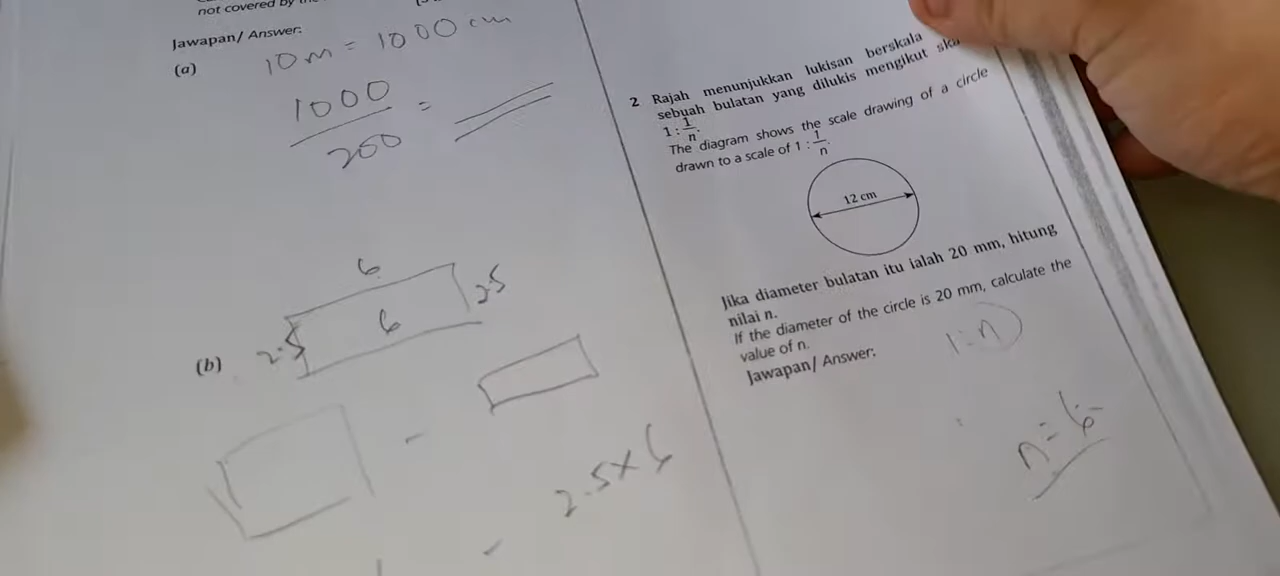 not covered by
Jawapan/ Answer:
(a)
10m = 1000 cm
1000
200
=
6
2.5
6
2.5
(b)
-
- 2.5×6
2 Rajah menunjukkan lukisan berskala
sebuah bulatan yang dilukis mengikut
1 : 1/n.
The diagram shows the scale drawing of a circle
drawn to a scale of 1 : 1/n.
12 cm
Jika diameter bulatan itu ialah 20 mm, hitung
nilai n.
If the diameter of the circle is 20 mm, calculate the
value of n.
Jawapan/ Answer:
1:n
n = 6